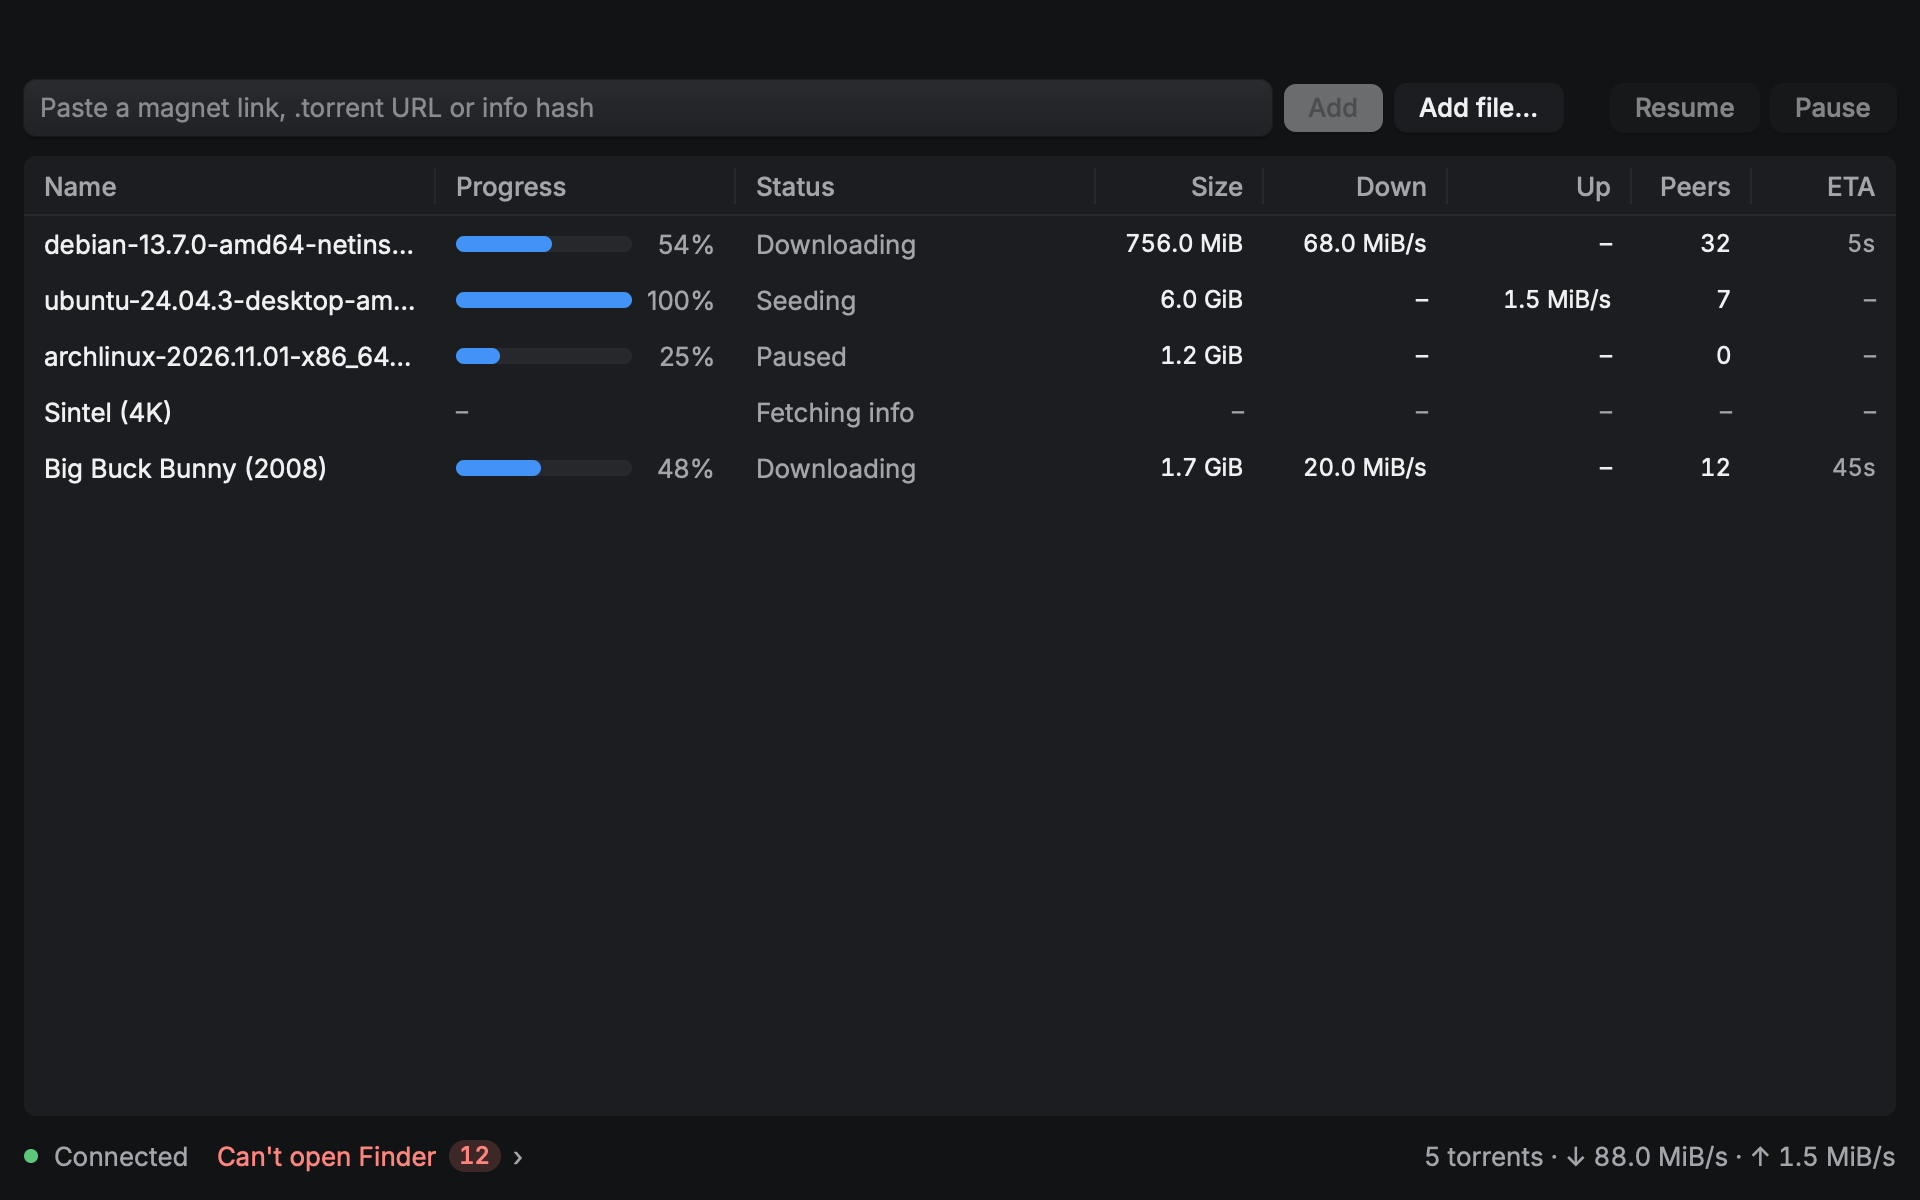 Paste a magnet link, .torrent URL or info hash Add Add file... Resume Pause
Name Progress Status Size Down Up Peers ETA
debian-13.7.0-amd64-netins... 54% Downloading 756.0 MiB 68.0 MiB/s – 32 5s
ubuntu-24.04.3-desktop-am... 100% Seeding 6.0 GiB – 1.5 MiB/s 7 –
archlinux-2026.11.01-x86_64... 25% Paused 1.2 GiB – – 0 –
Sintel (4K) – Fetching info – – – – –
Big Buck Bunny (2008) 48% Downloading 1.7 GiB 20.0 MiB/s – 12 45s
Connected Can't open Finder 12 › 5 torrents · ↓ 88.0 MiB/s · ↑ 1.5 MiB/s